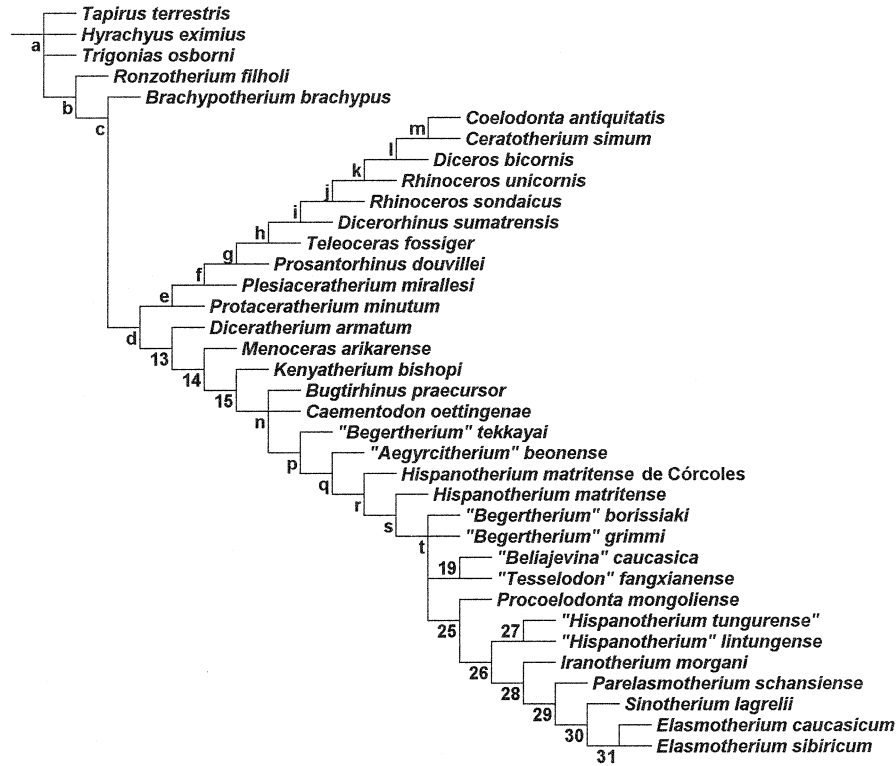 Tapirus terrestris
Hyrachyus eximius
a
Trigonias osborni
Ronzotherium filholi
b
Brachypotherium brachypus
c
Coelodonta antiquitatis
m
Ceratotherium simum
l
Diceros bicornis
k
Rhinoceros unicornis
j
Rhinoceros sondaicus
i
Dicerorhinus sumatrensis
h
Teleoceras fossiger
g
Prosantorhinus douvillei
f
Plesiaceratherium mirallesi
e
Protaceratherium minutum
d
Diceratherium armatum
13
Menoceras arikarense
14
Kenyatherium bishopi
15
Bugtirhinus praecursor
Caementodon oettingenae
n
"Begertherium" tekkayai
p
"Aegyrcitherium" beonense
q
Hispanotherium matritense de Córcoles
r
Hispanotherium matritense
s
"Begertherium" borissiaki
"Begertherium" grimmi
t
"Beliajevina" caucasica
19
"Tesselodon" fangxianense
Procoelodonta mongoliense
25
"Hispanotherium tungurense"
27
"Hispanotherium" lintungense
26
Iranotherium morgani
28
Parelasmotherium schansiense
29
Sinotherium lagrelii
30
Elasmotherium caucasicum
Elasmotherium sibiricum
31